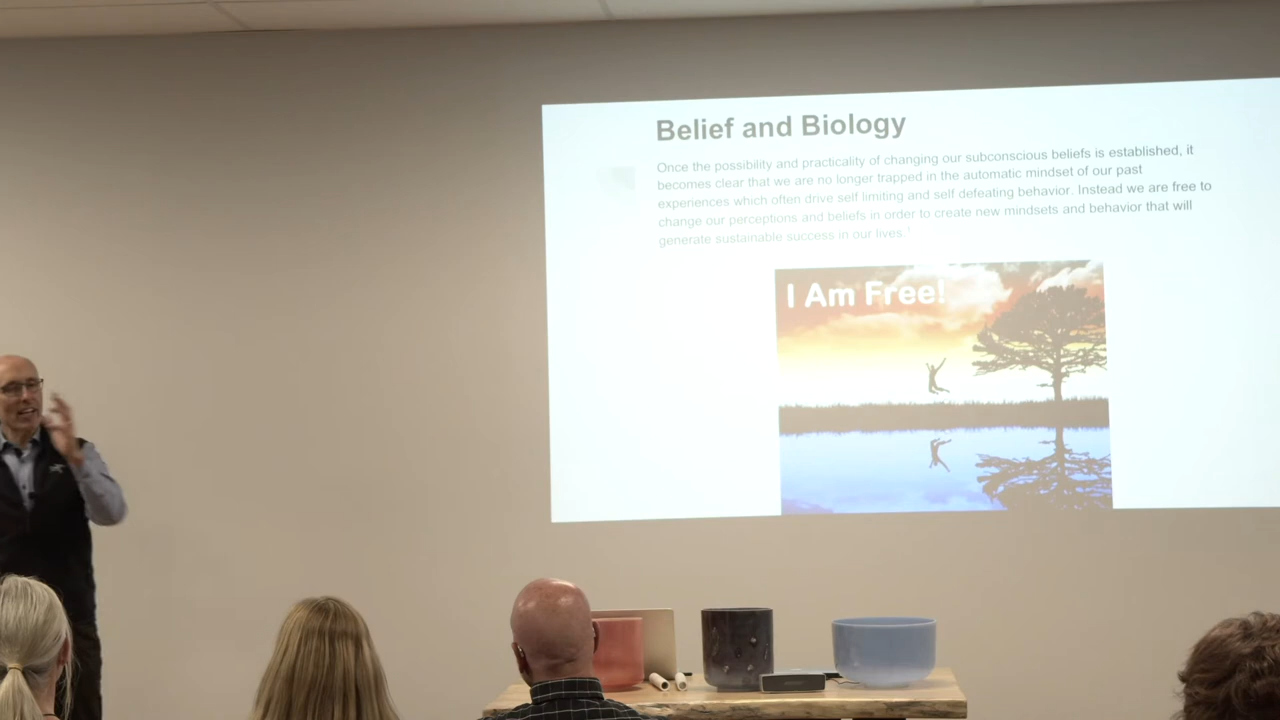 Belief and Biology
Once the possibility and practicality of changing our subconscious beliefs is established, it
becomes clear that we are no longer trapped in the automatic mindset of our past
experiences which often drive self limiting and self defeating behavior. Instead we are free to
change our perceptions and beliefs in order to create new mindsets and behavior that will
generate sustainable success in our lives.¹
I Am Free!